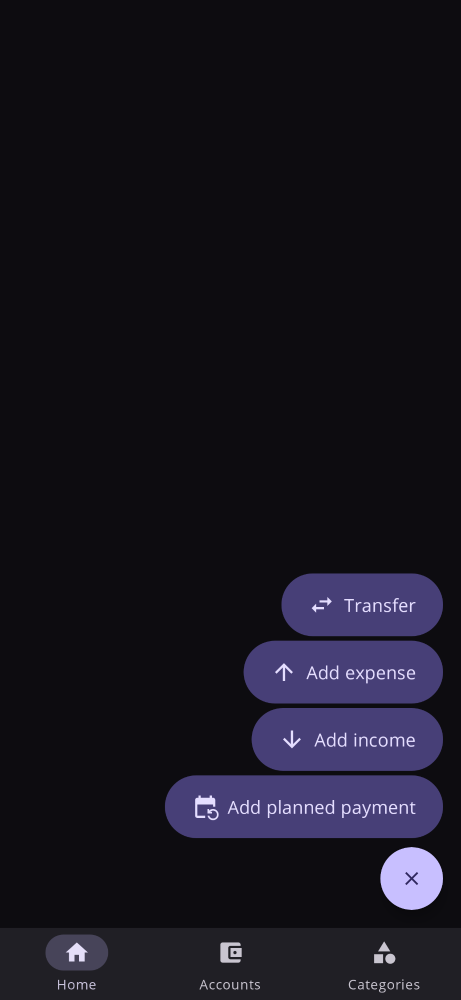 Transfer
Add expense
Add income
Add planned payment
Home
Accounts
Categories